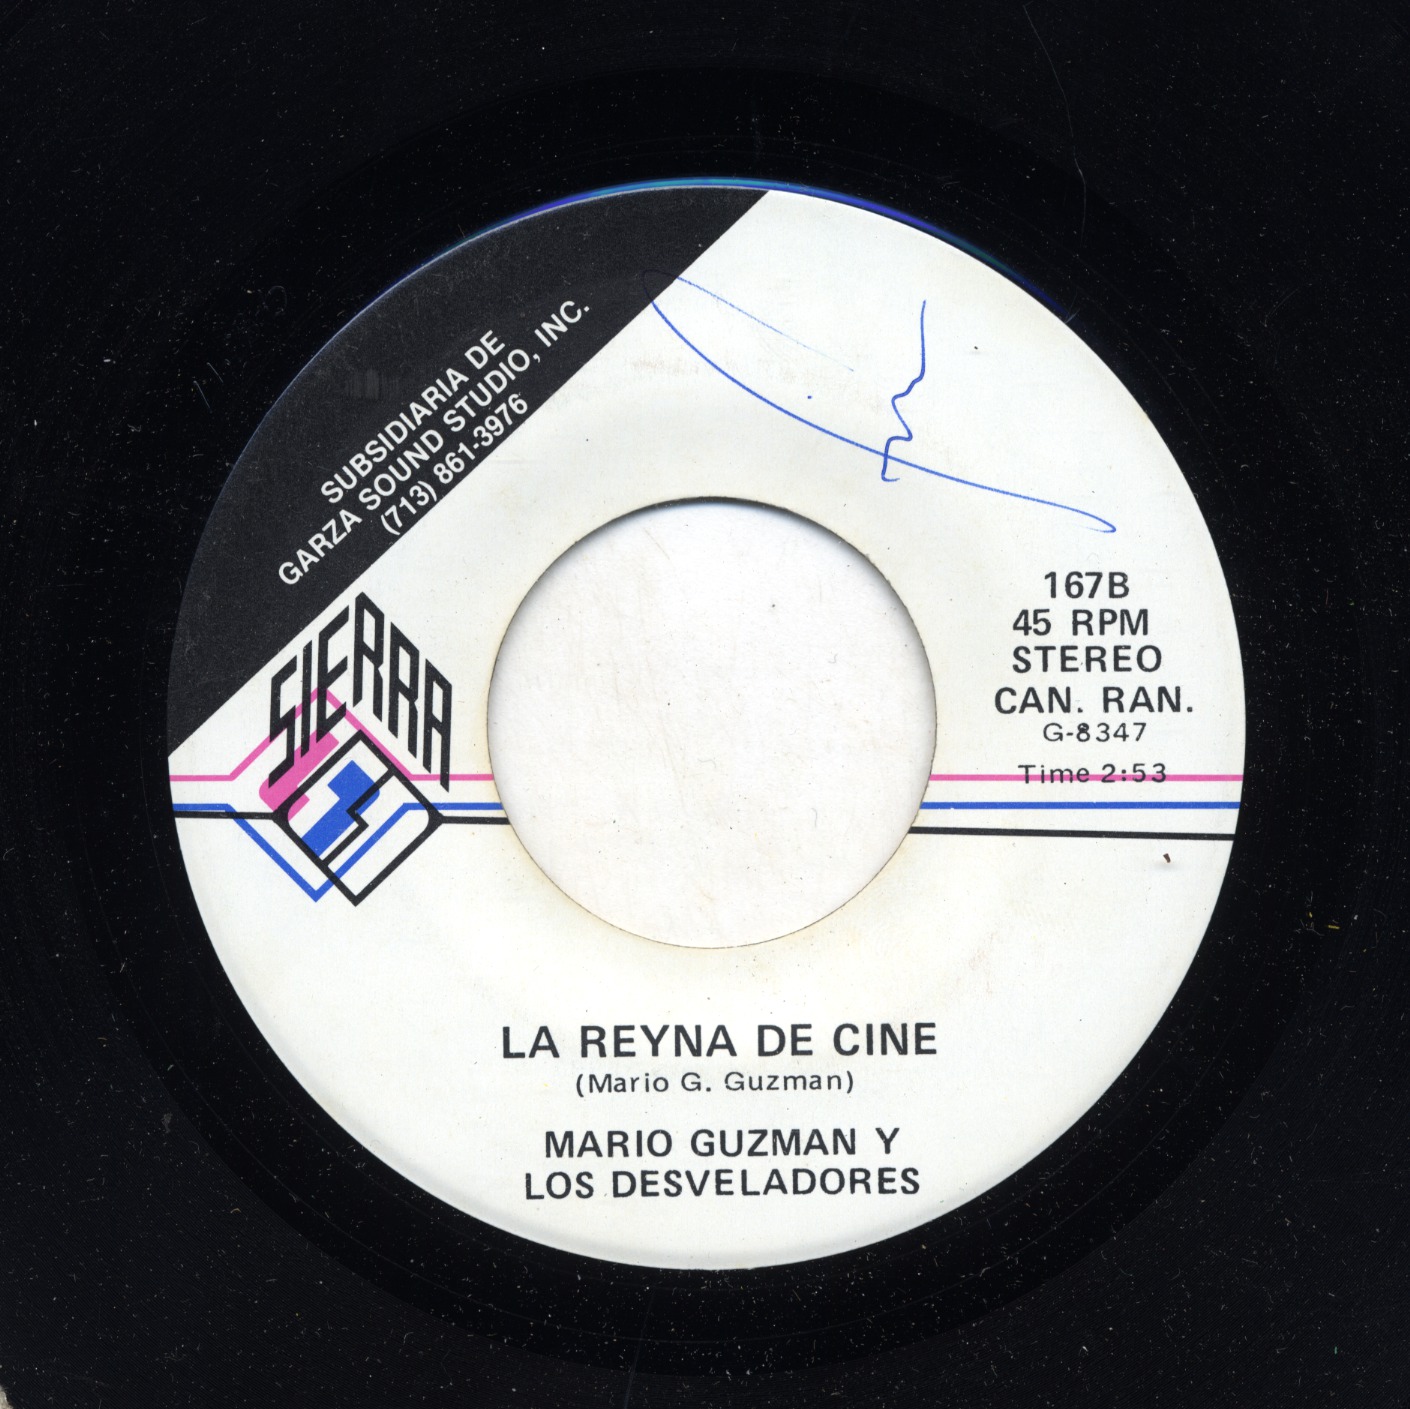 SUBSIDIARIA DE
GARZA SOUND STUDIO, INC.
(713) 861-3976
SIERRA
167B
45 RPM
STEREO
CAN. RAN.
G-8347
Time 2:53
LA REYNA DE CINE
(Mario G. Guzman)
MARIO GUZMAN Y
LOS DESVELADORES